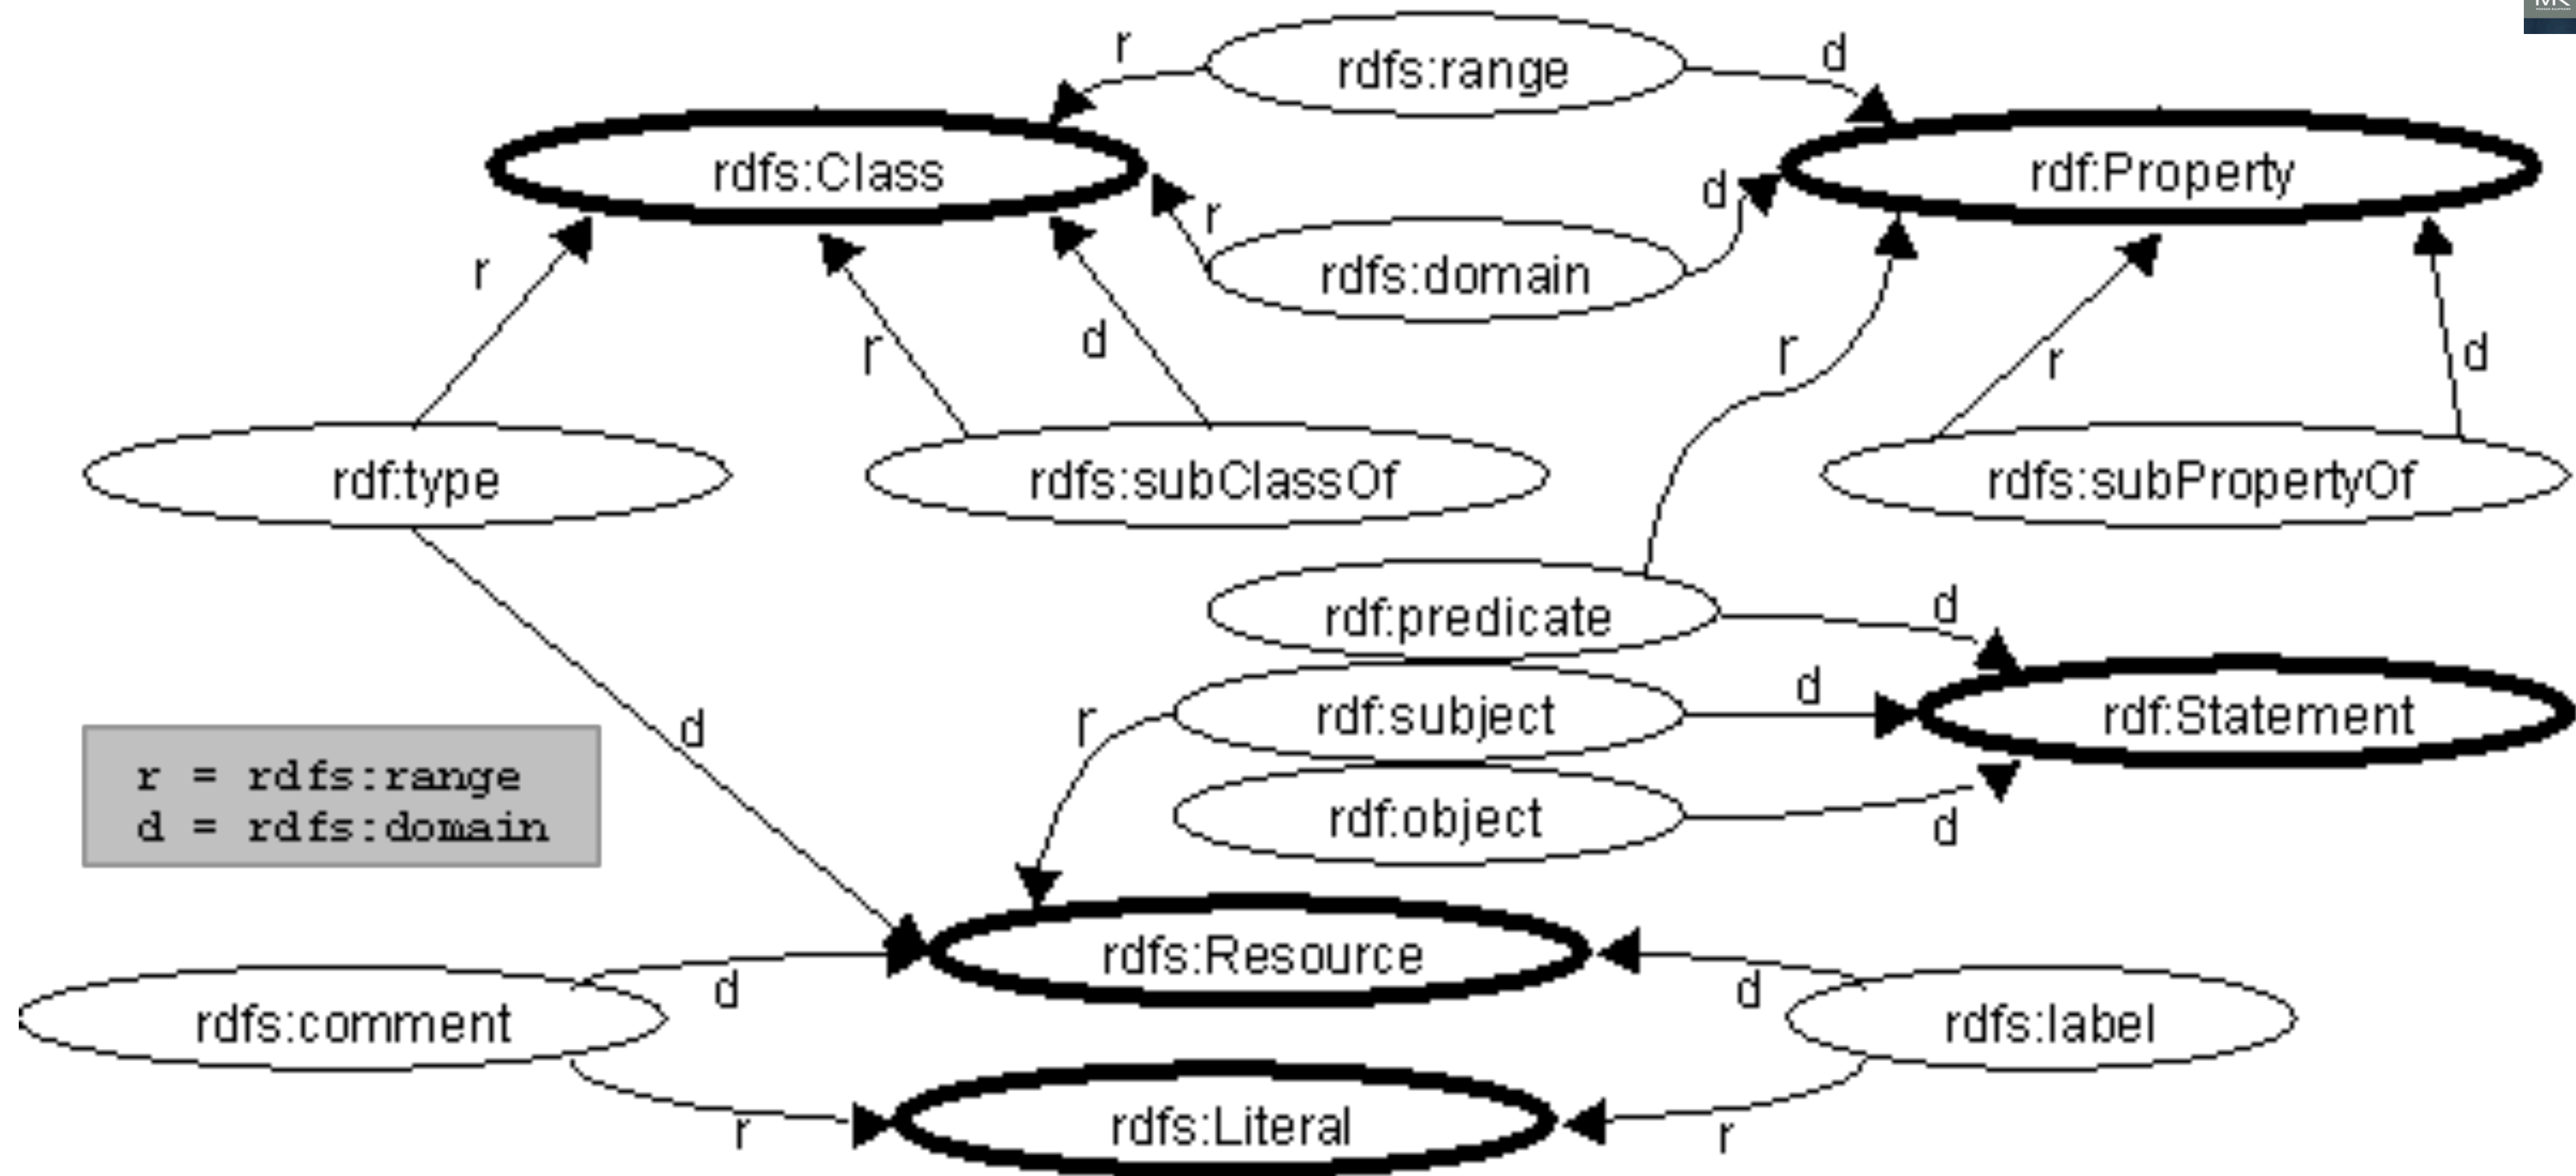 r
rdfs:range
d
rdfs:Class
rdf:Property
r
d
rdfs:domain
r
r
d
r
r
d
rdf:type
rdfs:subClassOf
rdfs:subPropertyOf
rdf:predicate
d
d
r
rdf:subject
d
rdf:Statement
r = rdfs:range
d = rdfs:domain
rdf:object
d
rdfs:Resource
d
d
rdfs:comment
rdfs:label
rdfs:Literal
r
r